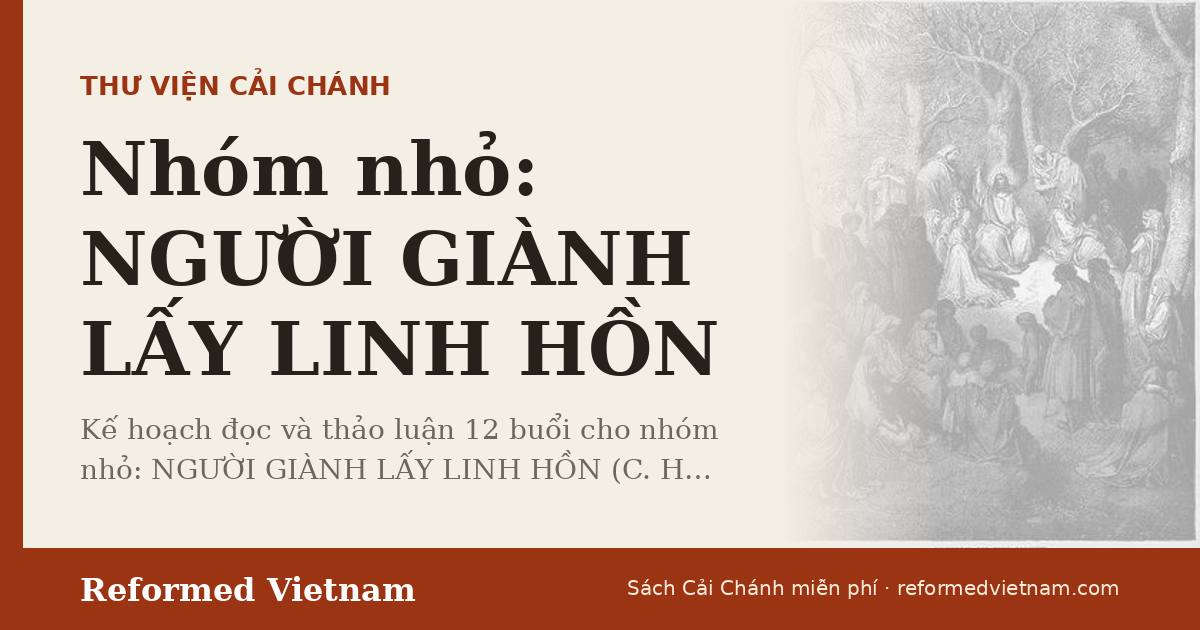 THƯ VIỆN CẢI CHÁNH
Nhóm nhỏ:
NGƯỜI GIÀNH
LẤY LINH HỒN
Kế hoạch đọc và thảo luận 12 buổi cho nhóm
nhỏ: NGƯỜI GIÀNH LẤY LINH HỒN (C. H...
Reformed Vietnam
Sách Cải Chánh miễn phí · reformedvietnam.com